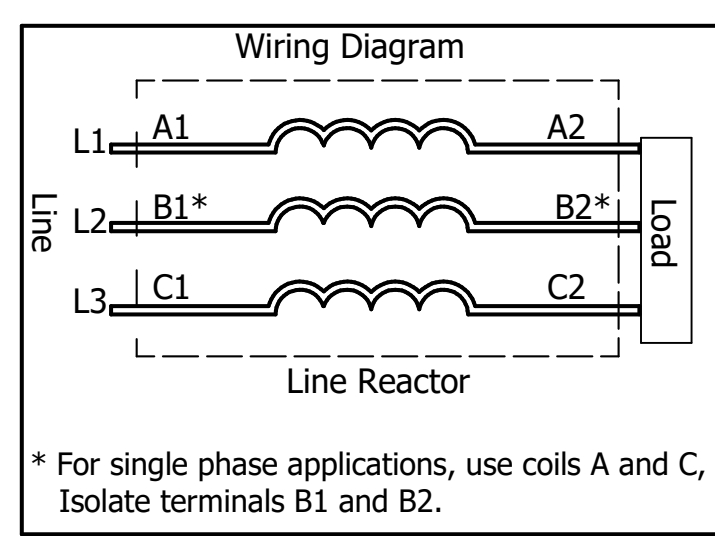 Wiring Diagram
L1 A1 A2
Line L2 B1* B2* Load
L3 C1 C2
Line Reactor
* For single phase applications, use coils A and C,
Isolate terminals B1 and B2.